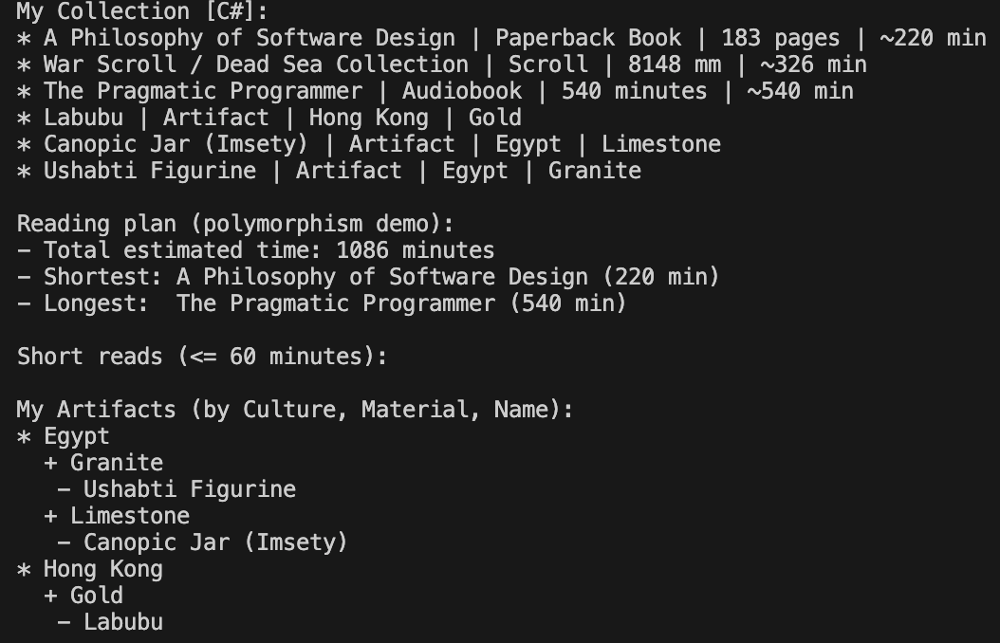 My Collection [C#]:
* A Philosophy of Software Design | Paperback Book | 183 pages | ~220 min
* War Scroll / Dead Sea Collection | Scroll | 8148 mm | ~326 min
* The Pragmatic Programmer | Audiobook | 540 minutes | ~540 min
* Labubu | Artifact | Hong Kong | Gold
* Canopic Jar (Imsety) | Artifact | Egypt | Limestone
* Ushabti Figurine | Artifact | Egypt | Granite

Reading plan (polymorphism demo):
- Total estimated time: 1086 minutes
- Shortest: A Philosophy of Software Design (220 min)
- Longest:  The Pragmatic Programmer (540 min)

Short reads (<= 60 minutes):

My Artifacts (by Culture, Material, Name):
* Egypt
  + Granite
   - Ushabti Figurine
  + Limestone
   - Canopic Jar (Imsety)
* Hong Kong
  + Gold
   - Labubu